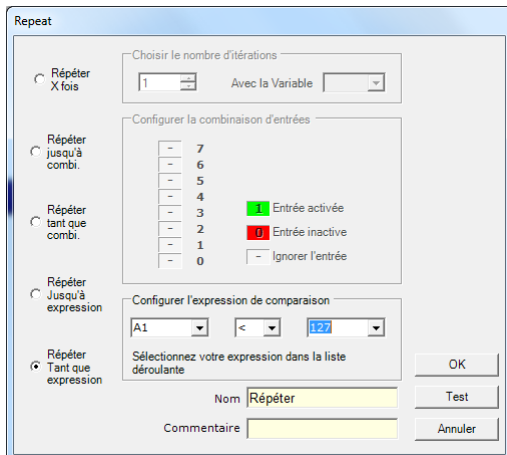 Repeat
Répéter
X fois
Choisir le nombre d'itérations
1
Avec la Variable
Répéter
jusqu'à
combi.
Configurer la combinaison d'entrées
- 7
- 6
- 5
- 4
- 3
- 2
- 1
- 0
1 Entrée activée
0 Entrée inactive
- Ignorer l'entrée
Répéter
tant que
combi.
Répéter
Jusqu'à
expression
Configurer l'expression de comparaison
A1 < 127
Sélectionnez votre expression dans la liste
déroulante
Répéter
Tant que
expression
Nom Répéter
Commentaire
OK
Test
Annuler